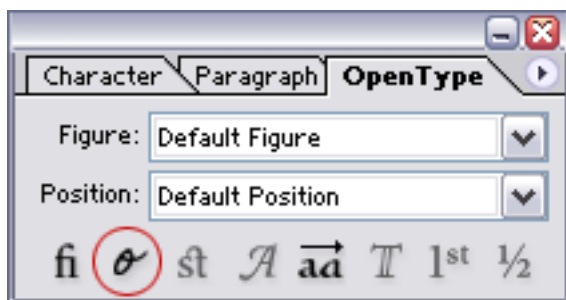 Character Paragraph OpenType
Figure: Default Figure
Position: Default Position
fi o st A aa T 1st ½